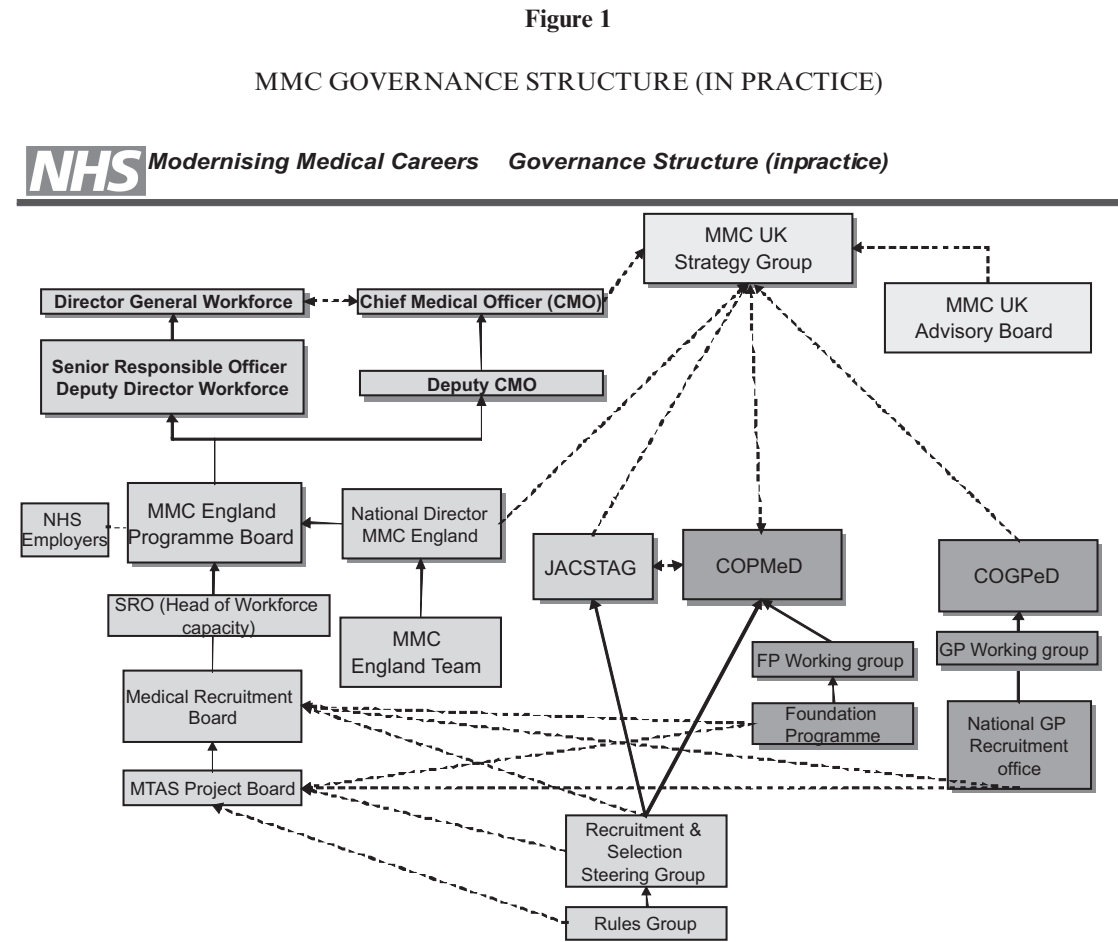 Figure 1
MMC GOVERNANCE STRUCTURE (IN PRACTICE)
NHS Modernising Medical Careers Governance Structure (inpractice)
MMC UK
Strategy Group
Director General Workforce
Chief Medical Officer (CMO)
MMC UK
Advisory Board
Senior Responsible Officer
Deputy Director Workforce
Deputy CMO
NHS
Employers
MMC England
Programme Board
National Director
MMC England
JACSTAG
COPMeD
COGPeD
SRO (Head of Workforce
capacity)
MMC
England Team
FP Working group
GP Working group
Medical Recruitment
Board
Foundation
Programme
National GP
Recruitment
office
MTAS Project Board
Recruitment &
Selection
Steering Group
Rules Group